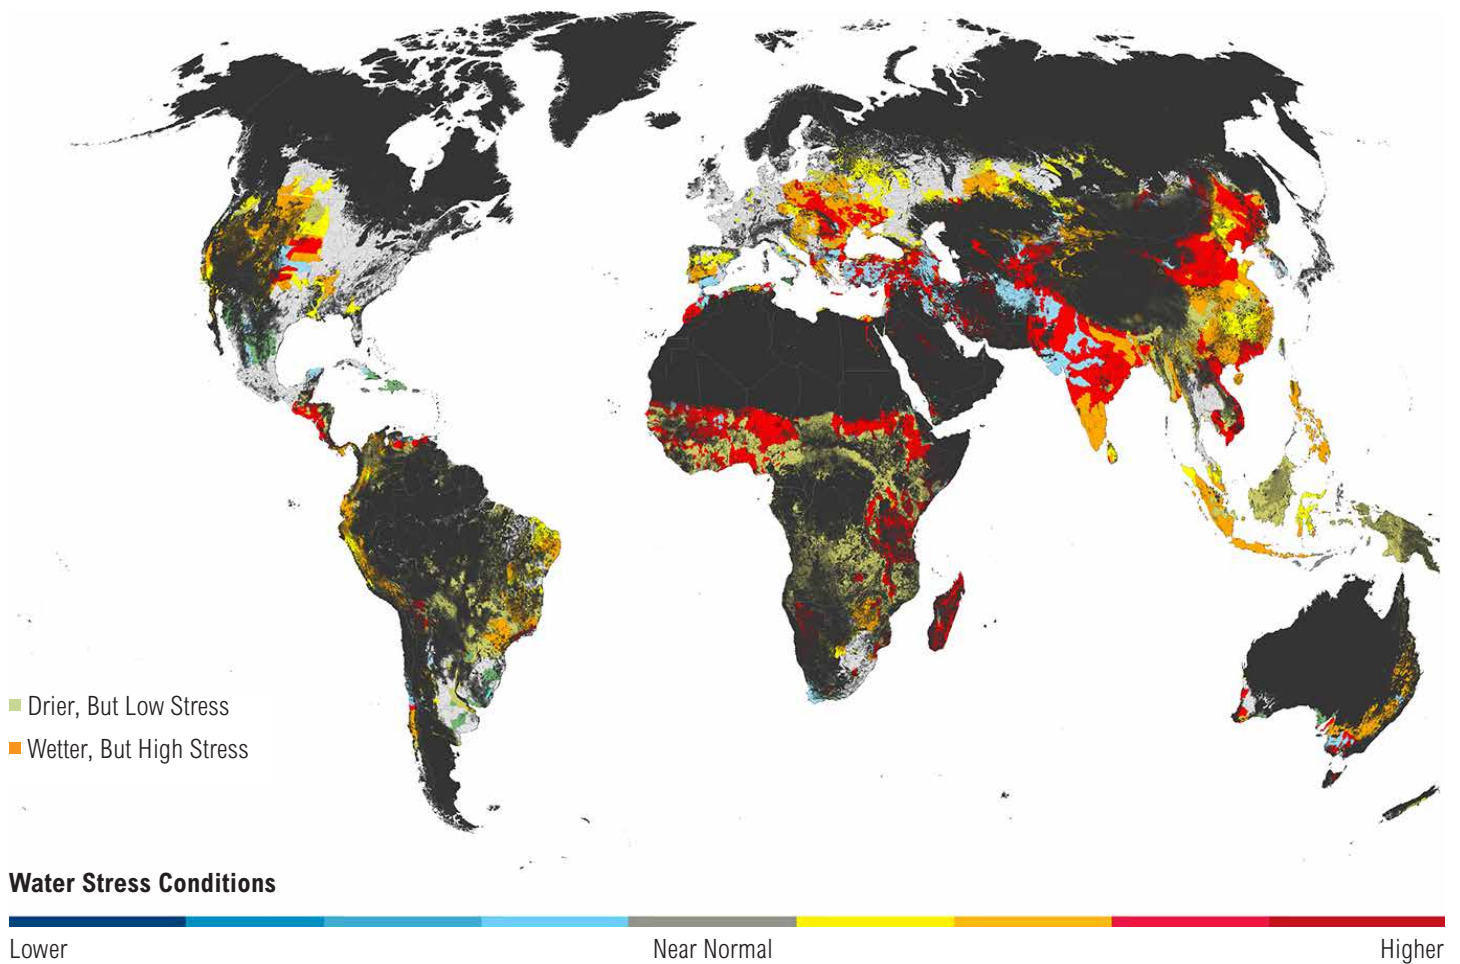 Drier, But Low Stress
Wetter, But High Stress
Water Stress Conditions
Lower
Near Normal
Higher